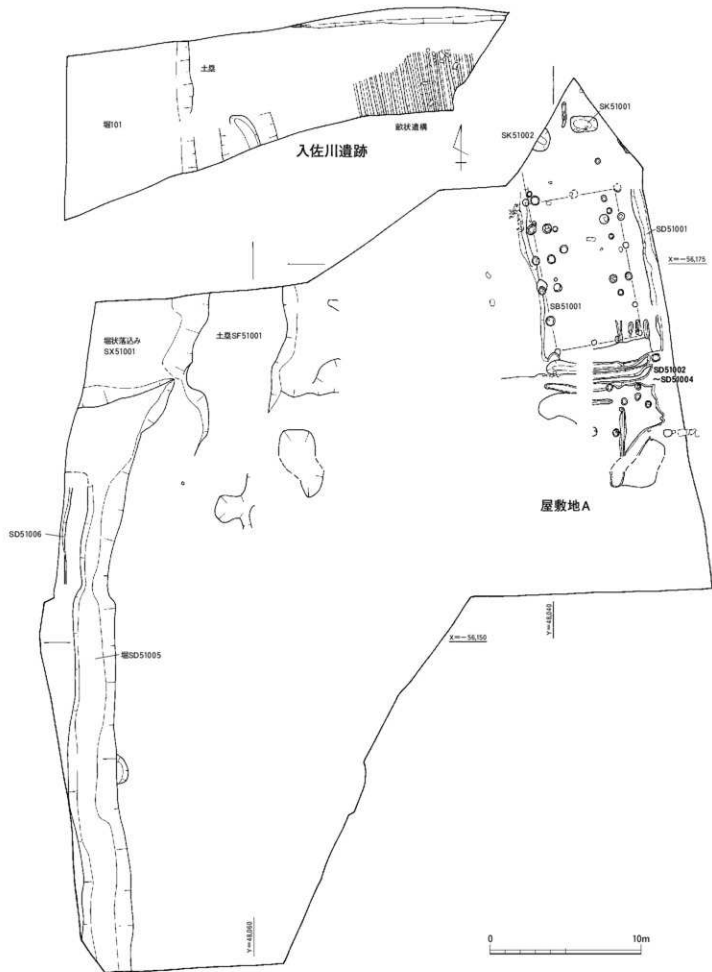 土塁
堀101
畝状遺構
入佐川遺跡
SK51001
SK51002
SD51001
X=-56,175
堀状落込み
SX51001
土塁SF51001
SB51001
SD51002
～SD51004
屋敷地A
SD51006
Y=48,040
X=-56,150
堀SD51005
Y=48,060
0 10m